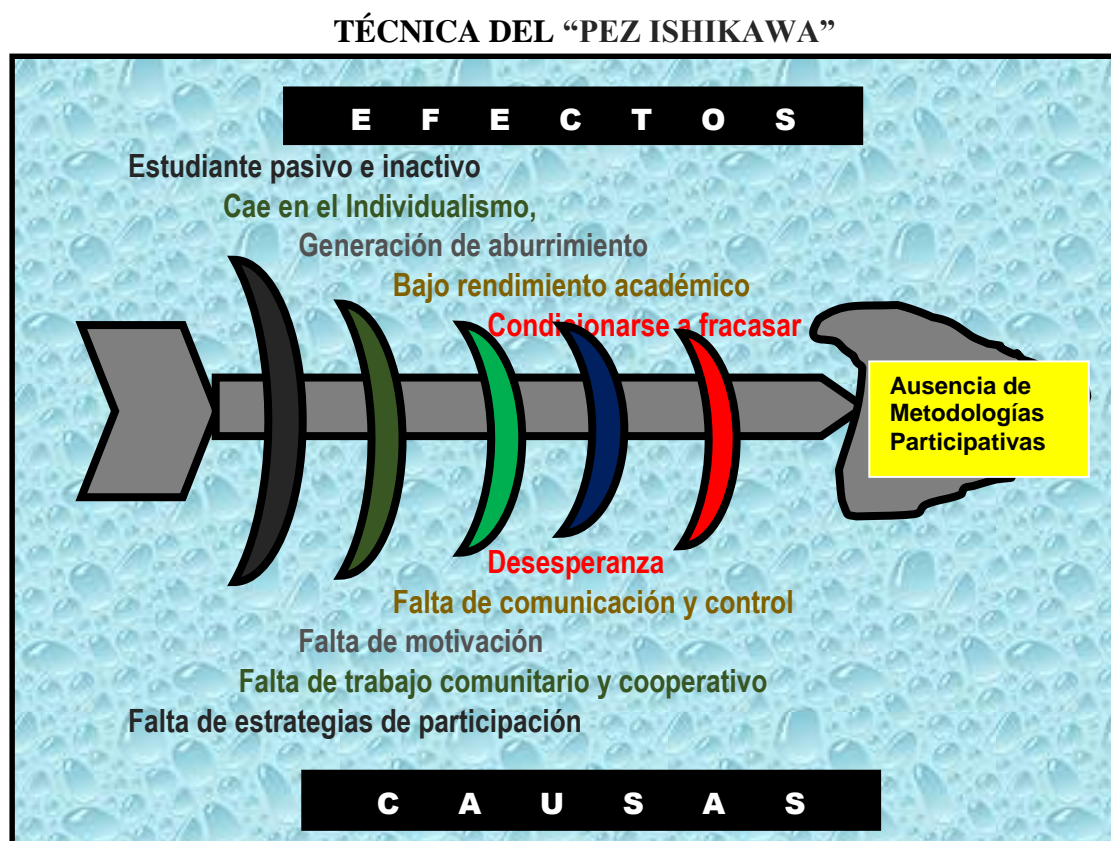 TÉCNICA DEL “PEZ ISHIKAWA”
E F E C T O S
Estudiante pasivo e inactivo
Cae en el Individualismo,
Generación de aburrimiento
Bajo rendimiento académico
Condicionarse a fracasar
Ausencia de
Metodologías
Participativas
Desesperanza
Falta de comunicación y control
Falta de motivación
Falta de trabajo comunitario y cooperativo
Falta de estrategias de participación
C A U S A S